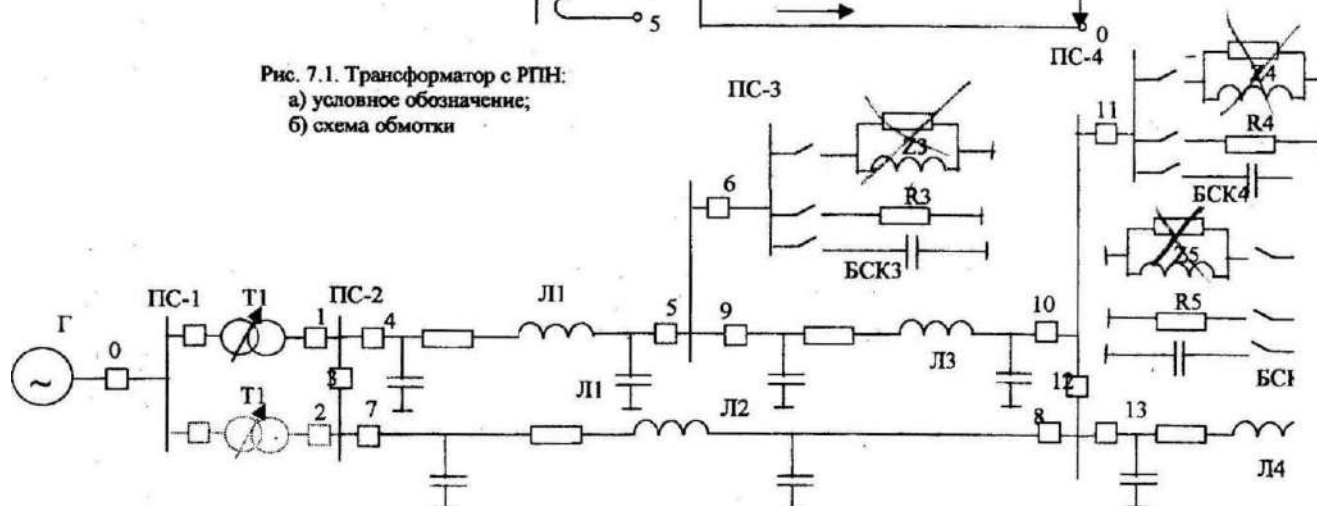 5
0
Рис. 7.1. Трансформатор с РПН:
а) условное обозначение;
б) схема обмотки
ПС-4
Z4
11
R4
БСК4
ПС-3
Z3
6
R3
БСК3
Z5
R5
БСК
ПС-1
Т1
1
ПС-2
4
Л1
5
9
10
Г
0
~
3
Л1
Л3
12
Т1
2
7
Л2
8
13
Л4